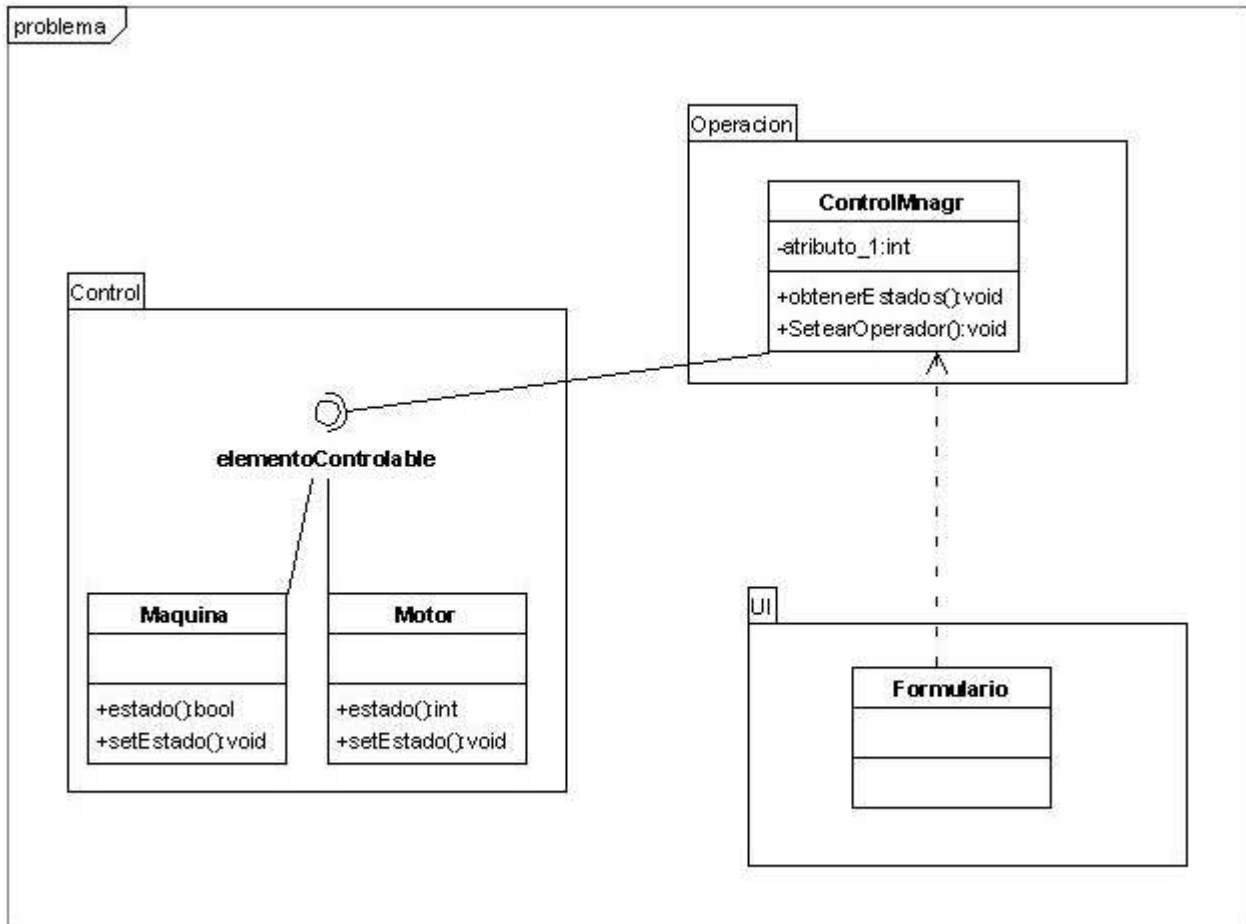 problema
Operacion
ControlMnagr
-atributo_1:int
+obtenerEstados():void
+SetearOperador():void
Control
elementoControlable
Maquina
+estado():bool
+setEstado():void
Motor
+estado():int
+setEstado():void
UI
Formulario